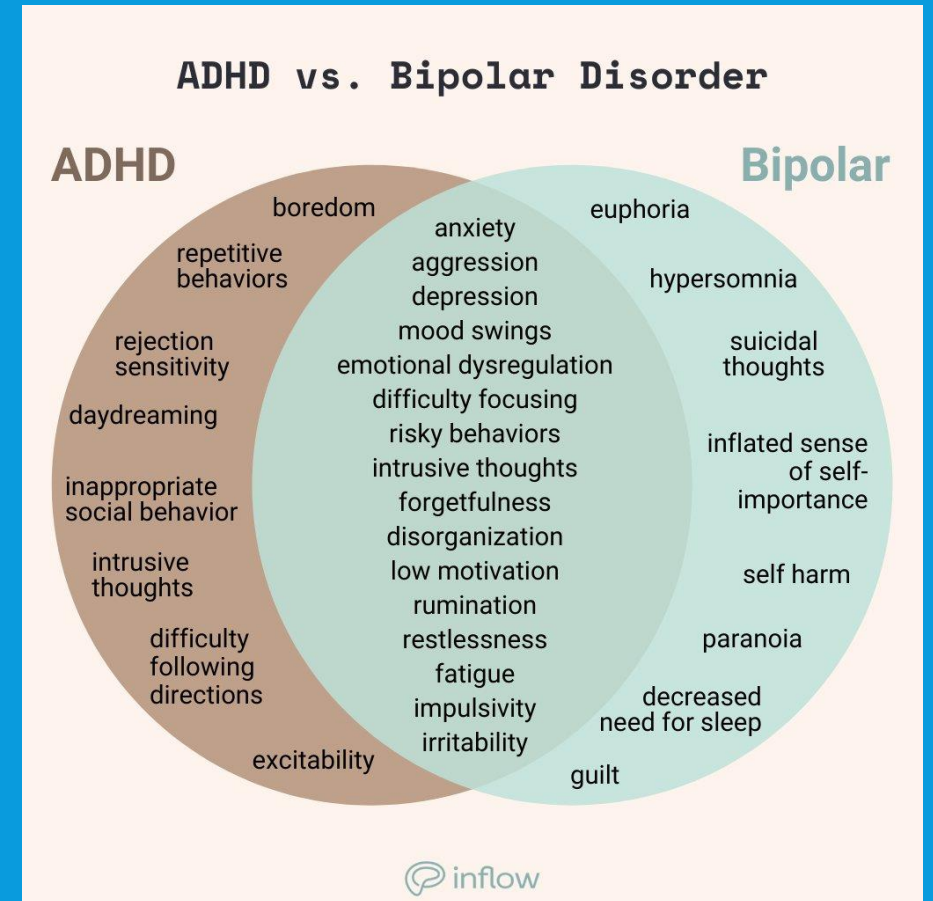 ADHD vs. Bipolar Disorder
ADHD
Bipolar
boredom
repetitive
behaviors
rejection
sensitivity
daydreaming
inappropriate
social behavior
intrusive
thoughts
difficulty
following
directions
excitability
anxiety
aggression
depression
mood swings
emotional dysregulation
difficulty focusing
risky behaviors
intrusive thoughts
forgetfulness
disorganization
low motivation
rumination
restlessness
fatigue
impulsivity
irritability
euphoria
hypersomnia
suicidal
thoughts
inflated sense
of self-
importance
self harm
paranoia
decreased
need for sleep
guilt
inflow